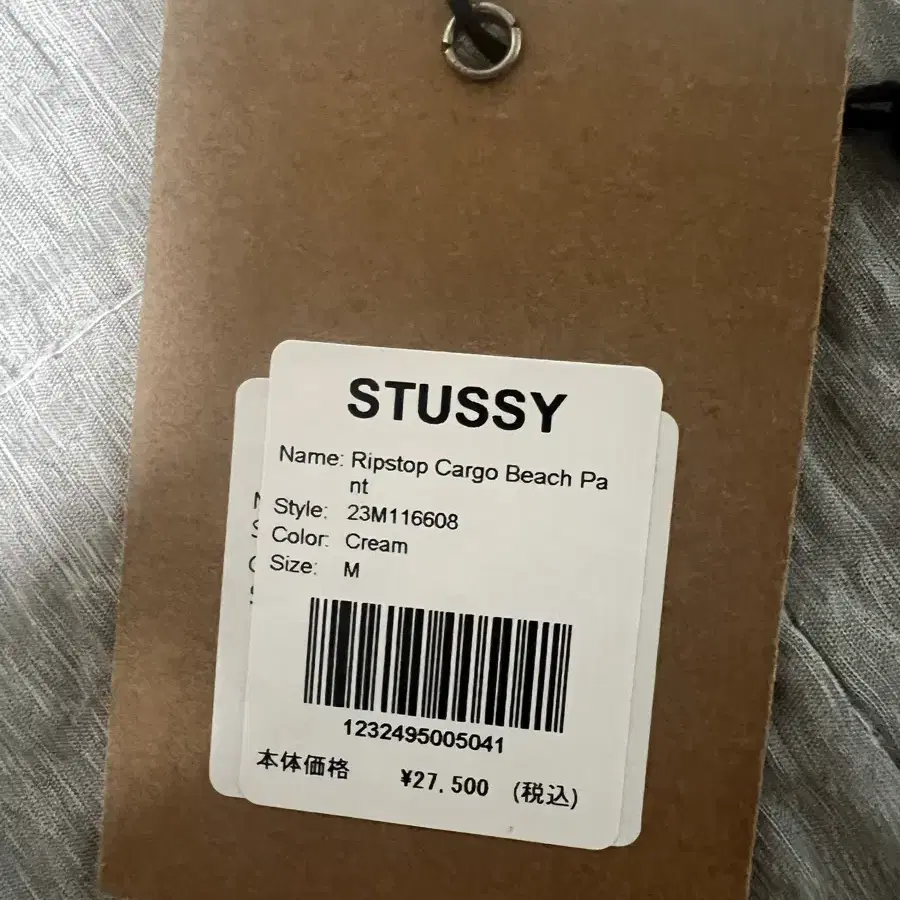 STUSSY
Name: Ripstop Cargo Beach Pa
nt
Style: 23M116608
Color: Cream
Size: M
1232495005041
本体価格 ¥27.500 (税込)